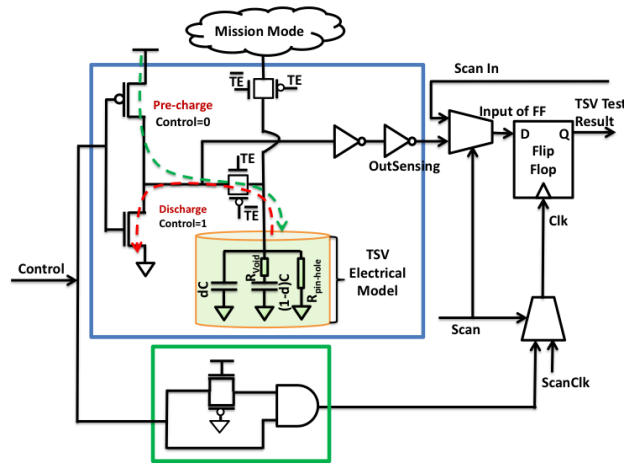 Mission Mode
TE
TE
Scan In
Pre-charge
Control=0
Input of FF
TSV Test
Result
D
Q
Flip
Flop
OutSensing
TE
TE
Discharge
Control=1
Clk
Control
dC
R Void
(1-d)C
R pin-hole
TSV
Electrical
Model
Scan
ScanClk